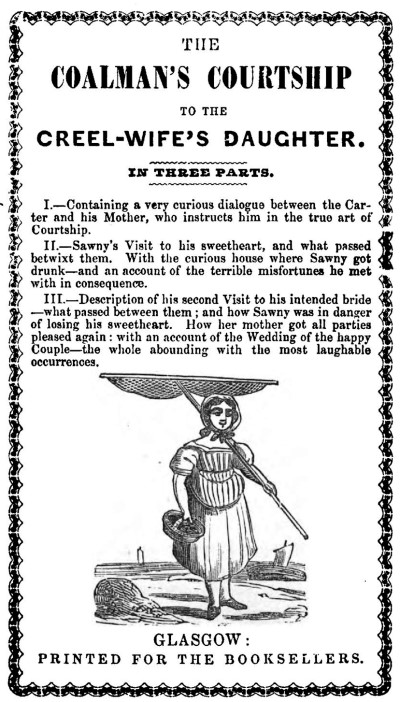 THE
COALMAN'S COURTSHIP
TO THE
CREEL-WIFE'S DAUGHTER.
IN THREE PARTS.
I.—Containing a very curious dialogue between the Car-
ter and his Mother, who instructs him in the true art of
Courtship.
II.—Sawny's Visit to his sweetheart, and what passed
betwixt them. With the curious house where Sawny got
drunk—and an account of the terrible misfortunes he met
with in consequence.
III.—Description of his second Visit to his intended bride
—what passed between them; and how Sawny was in danger
of losing his sweetheart. How her mother got all parties
pleased again: with an account of the Wedding of the happy
Couple—the whole abounding with the most laughable
occurrences.
GLASGOW:
PRINTED FOR THE BOOKSELLERS.